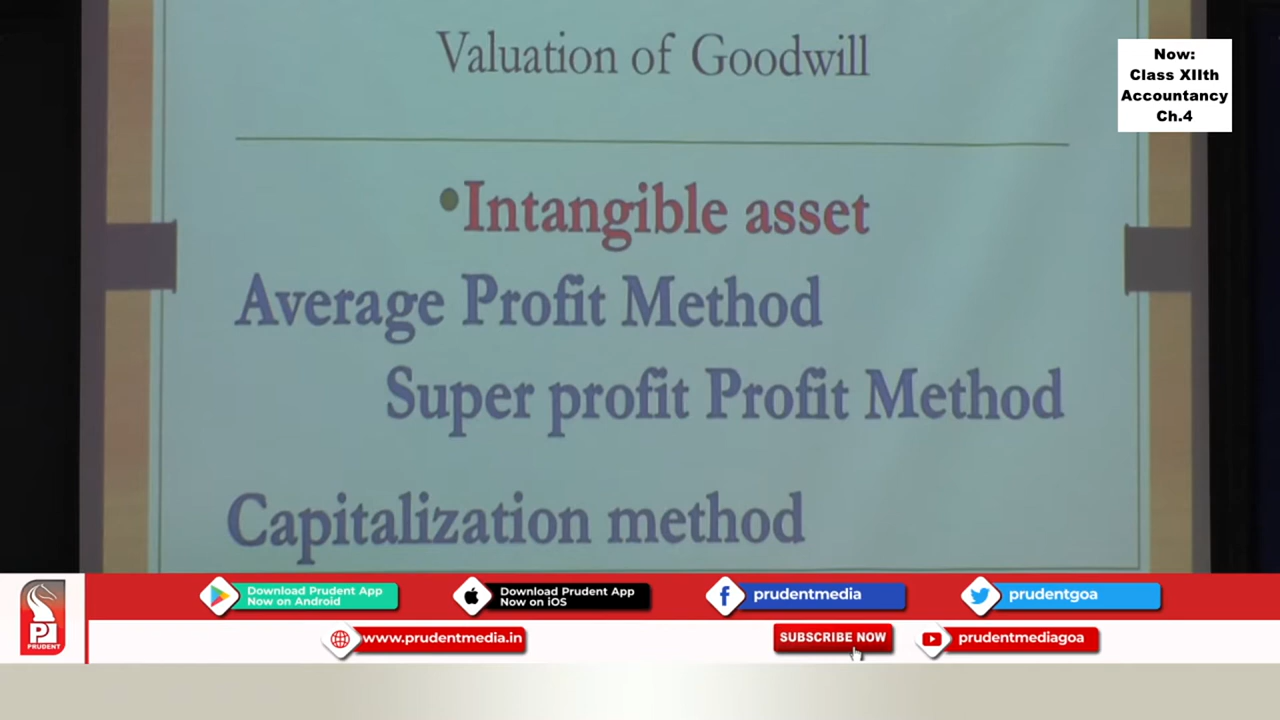 Valuation of Goodwill
Now:
Class XIIth
Accountancy
Ch.4
•Intangible asset
Average Profit Method
Super profit Profit Method
Capitalization method
Download Prudent App
Now on Android
Download Prudent App
Now on iOS
prudentmedia
prudentgoa
PRUDENT
www.prudentmedia.in
SUBSCRIBE NOW
prudentmediagoa